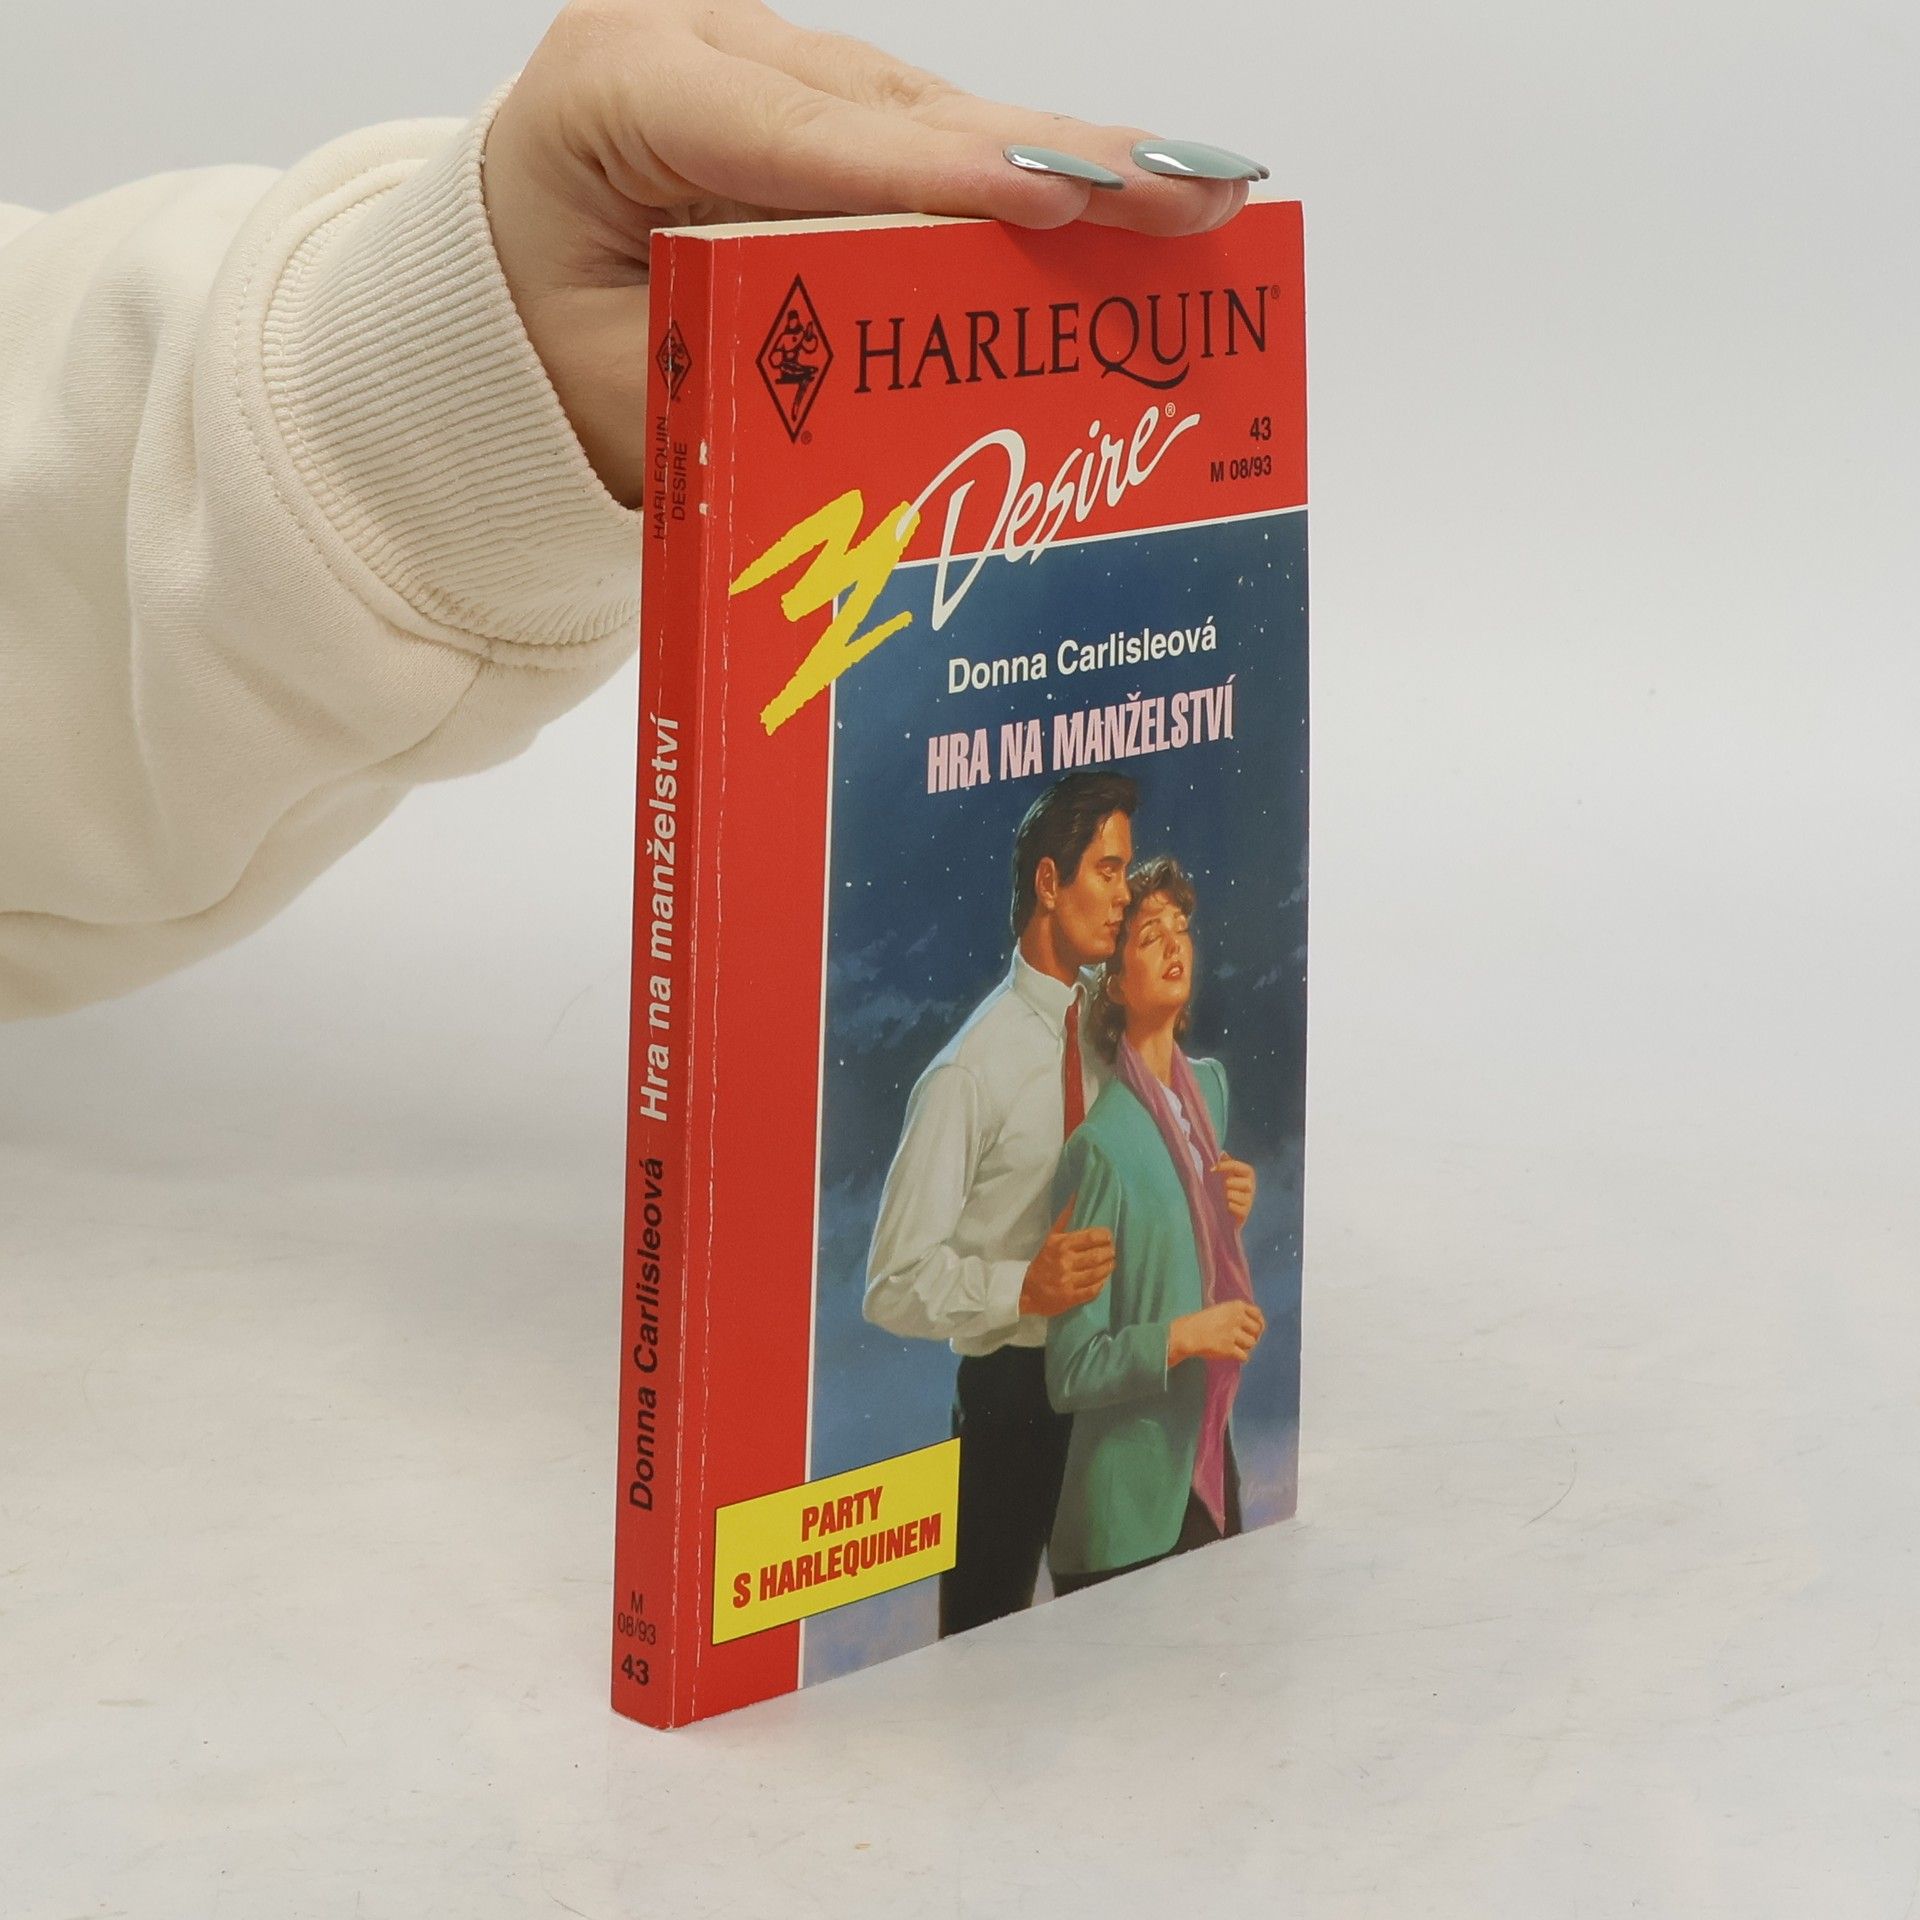 HARLEQUIN®
Desire®
43
M 08/93
Donna Carlisleová
HRA NA MANŽELSTVÍ
PARTY
S HARLEQUINEM
HARLEQUIN
DESIRE
Hra na manželství
Donna Carlisleová
M
08/93
43